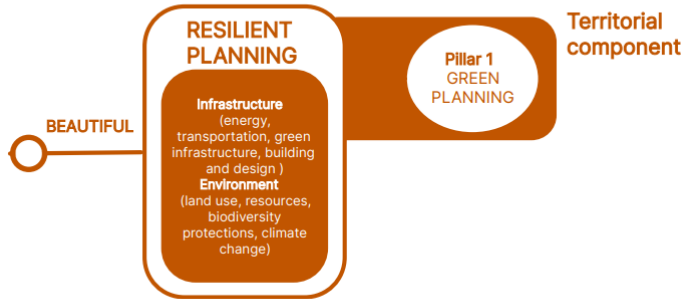 BEAUTIFUL
RESILIENT
PLANNING
Infrastructure
(energy,
transportation, green
infrastructure, building
and design )
Environment
(land use, resources,
biodiversity
protections, climate
change)
Pillar 1
GREEN
PLANNING
Territorial
component